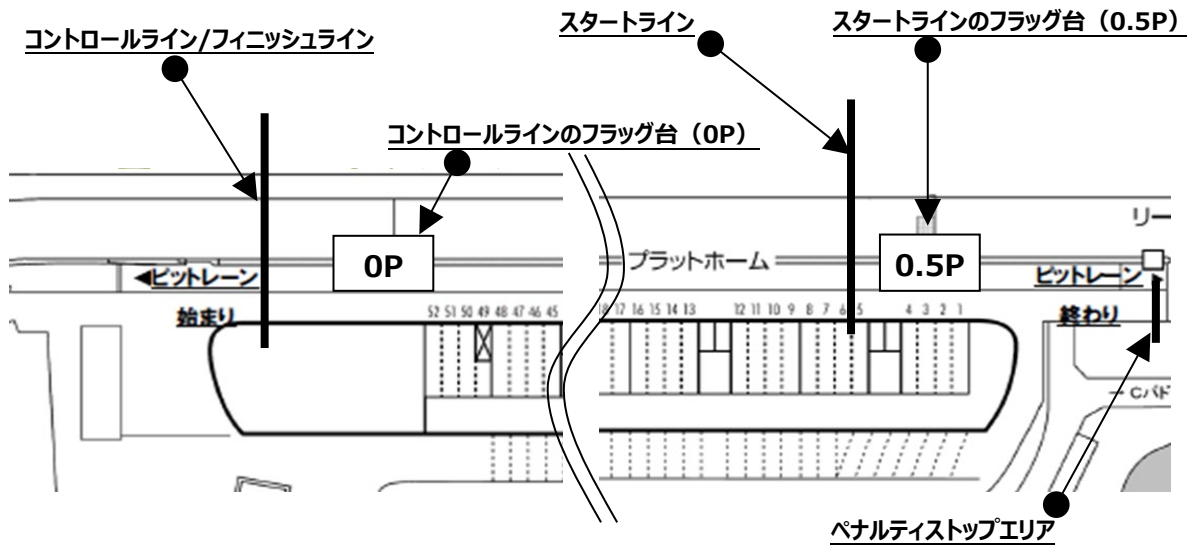 コントロールライン/フィニッシュライン
スタートライン
スタートラインのフラッグ台（0.5P）
コントロールラインのフラッグ台（0P）
リー
0P
プラットホーム
0.5P
◀ピットレーン
ピットレーン
始まり
52 51 50 49 48 47 46 45
18 17 16 15 14 13
12 11 10 9 8 7 6 5
4 3 2 1
終わり
Cパド
ペナルティストップエリア